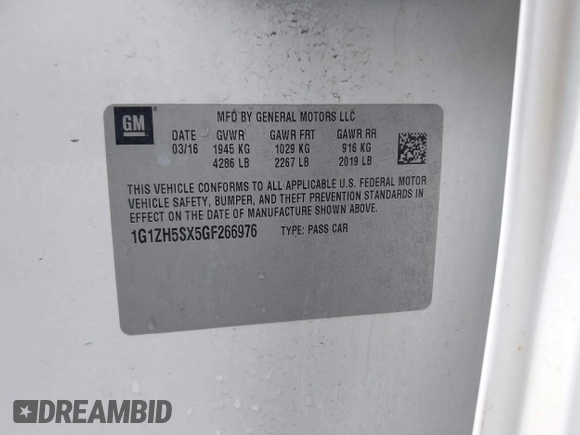 GM ®
MFD BY GENERAL MOTORS LLC
DATE GVWR GAWR FRT GAWR RR
03/16 1945 KG 1029 KG 916 KG
4286 LB 2267 LB 2019 LB
THIS VEHICLE CONFORMS TO ALL APPLICABLE U.S. FEDERAL MOTOR
VEHICLE SAFETY, BUMPER, AND THEFT PREVENTION STANDARDS IN
EFFECT ON THE DATE OF MANUFACTURE SHOWN ABOVE.
1G1ZH5SX5GF266976 TYPE: PASS CAR
DREAMBID